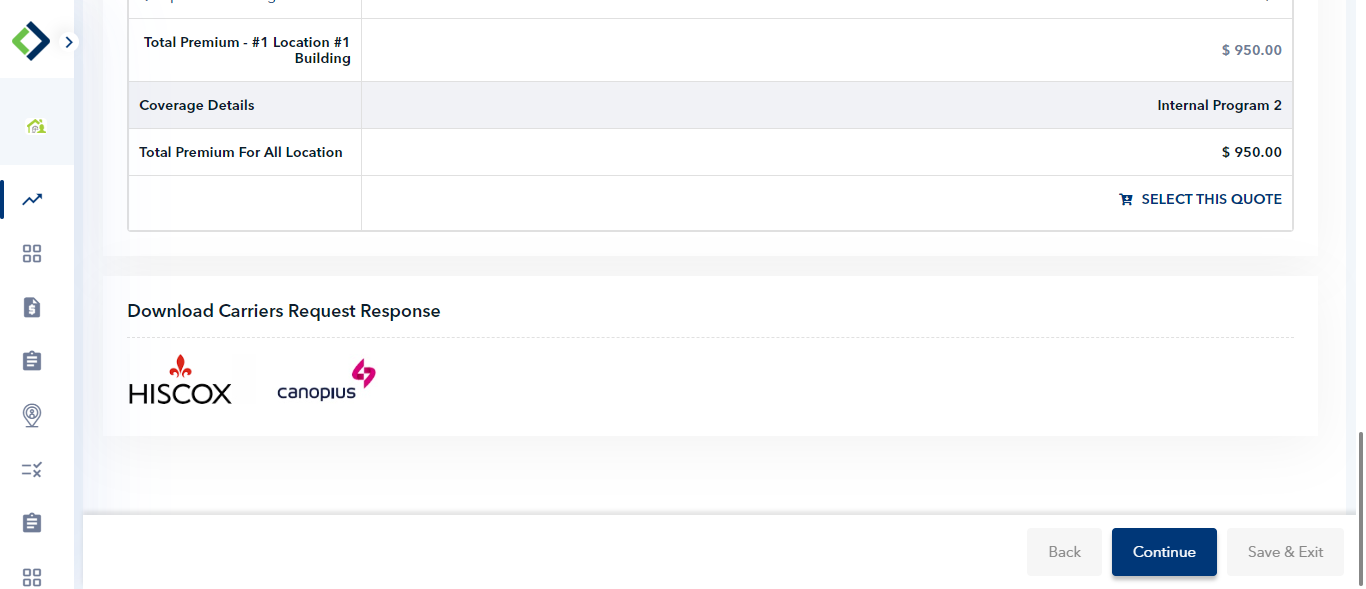 Total Premium - #1 Location #1
Building
$ 950.00
Coverage Details
Internal Program 2
Total Premium For All Location
$ 950.00
SELECT THIS QUOTE
Download Carriers Request Response
HISCOX
canopius
Back
Continue
Save & Exit